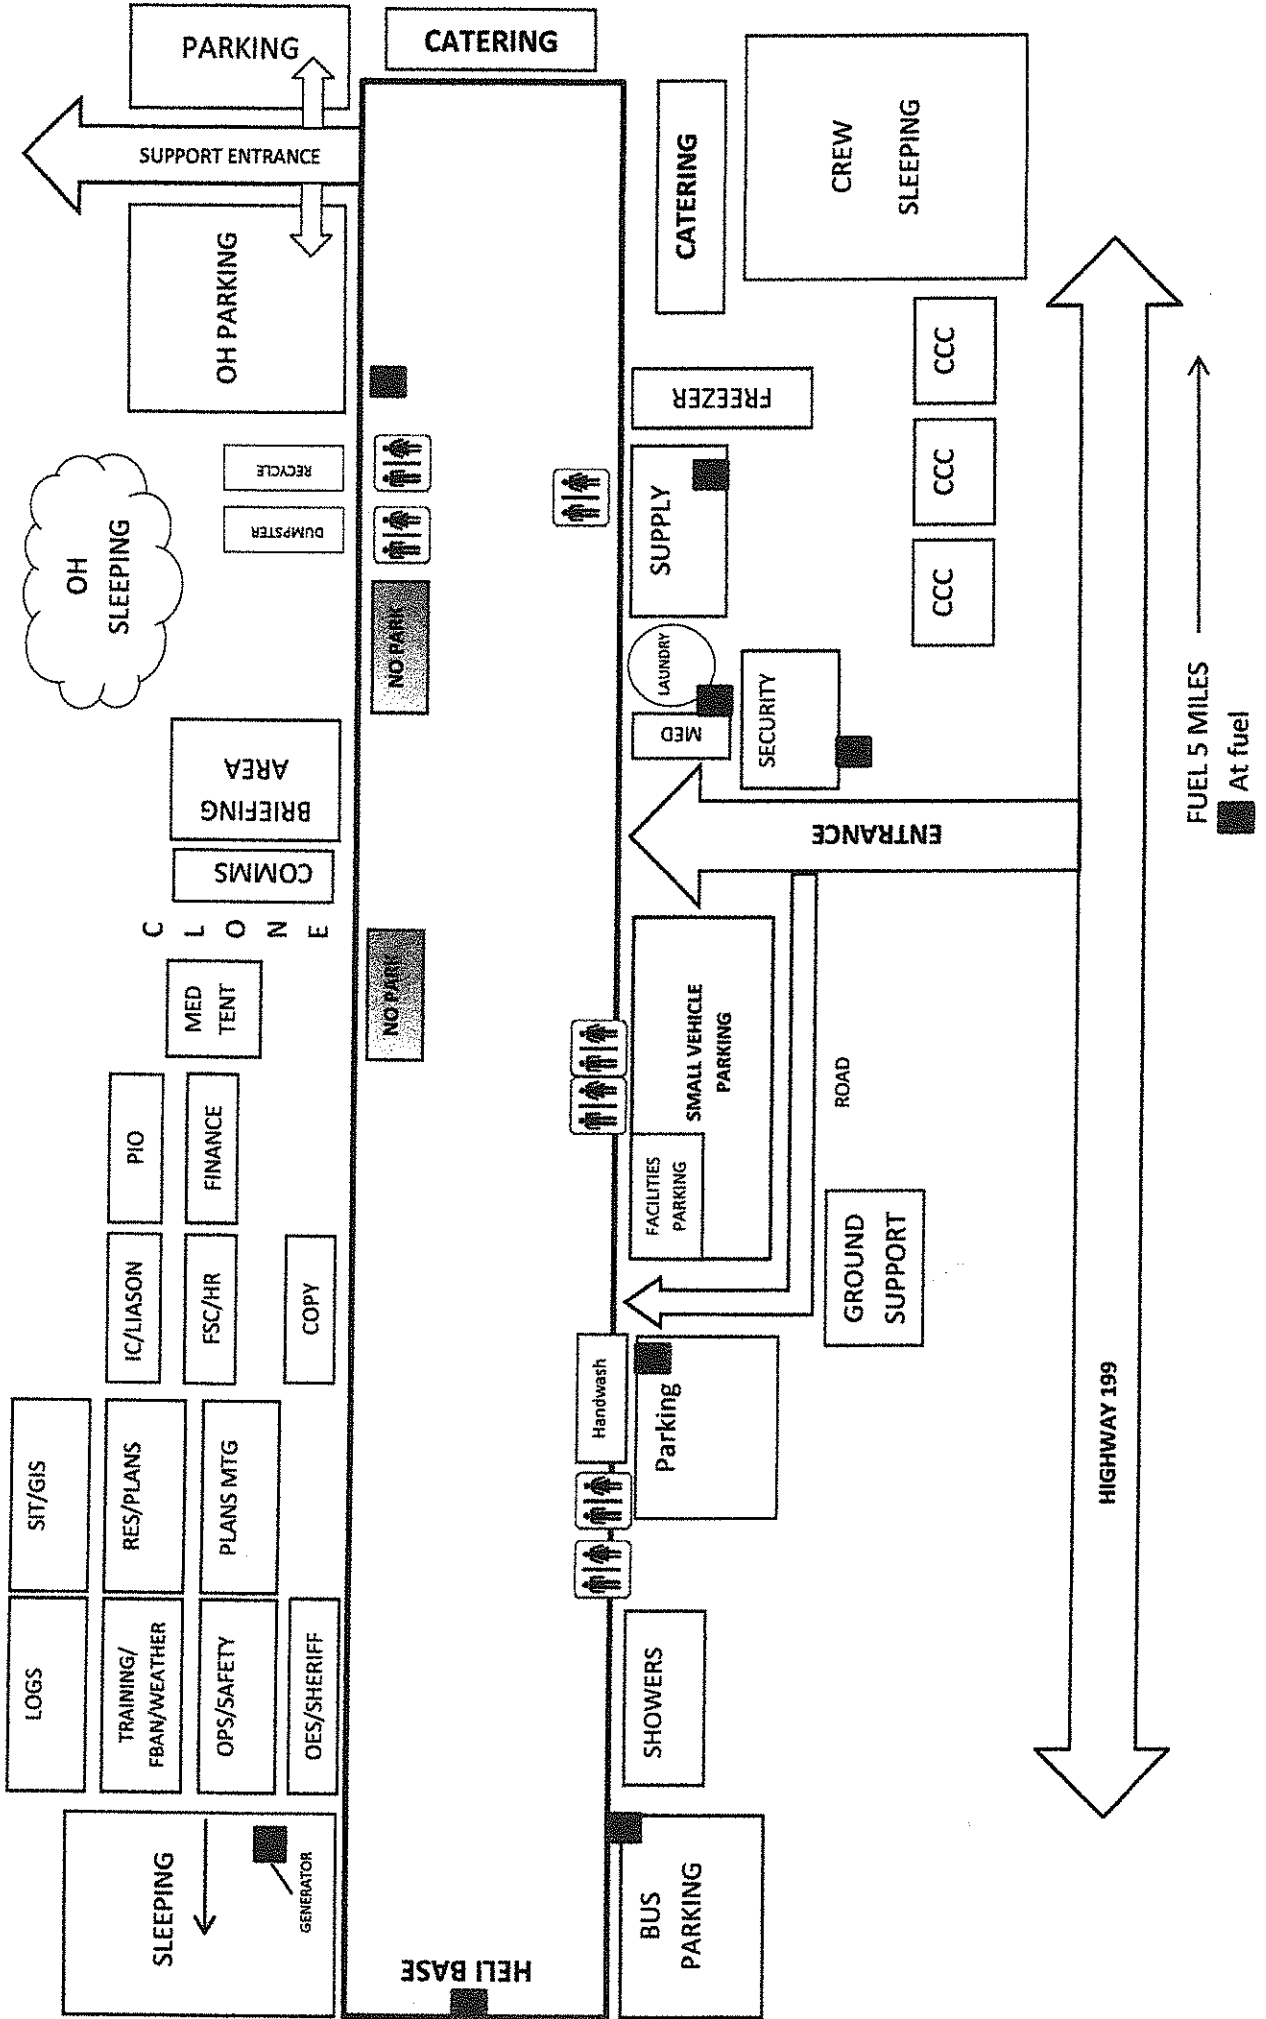 PARKING
CATERING
SUPPORT ENTRANCE
OH PARKING
CATERING
CREW
SLEEPING
RECYCLE
DUMPSTER
OH
SLEEPING
NO PARK
FREEZER
SUPPLY
LAUNDRY
MED
SECURITY
CCC
CCC
CCC
BRIEFING
AREA
COMMS
C L O N E
MED
TENT
NO PARK
ENTRANCE
FUEL 5 MILES
At fuel
PIO
FINANCE
SMALL VEHICLE
PARKING
FACILITIES
PARKING
ROAD
IC/LIASON
FSC/HR
COPY
GROUND
SUPPORT
Handwash
Parking
HIGHWAY 199
SIT/GIS
RES/PLANS
PLANS MTG
LOGS
TRAINING/
FBAN/WEATHER
OPS/SAFETY
OES/SHERIFF
SHOWERS
SLEEPING
GENERATOR
HELI BASE
BUS
PARKING